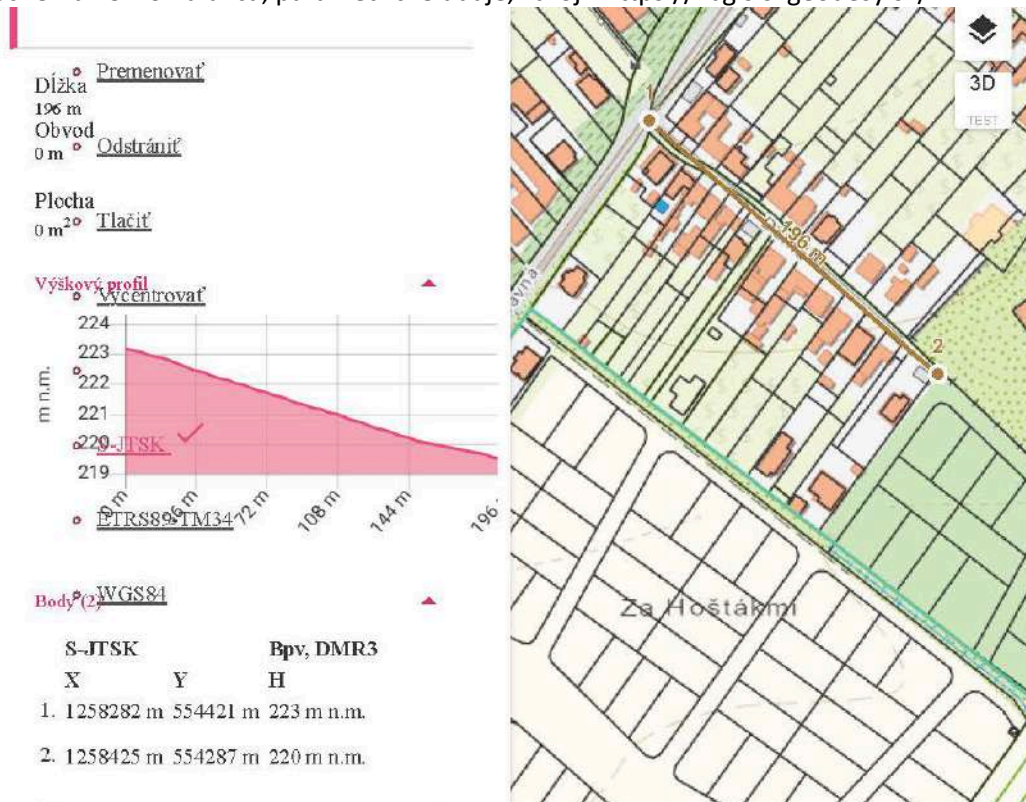 Premenovať
Dĺžka
196 m
Obvod
0 m
Odstrániť
Plocha
0 m²
Tlačiť
Výškový profil
Vycentrovať
224
223
222
221
220
219
m n.m.
S-JTSK
0 m
36 m
72 m
108 m
144 m
196
ETRS89-TM34
WGS84
Body (2)
S-JTSK Bpv, DMR3
X Y H
1. 1258282 m 554421 m 223 m n.m.
2. 1258425 m 554287 m 220 m n.m.
3D
TEST
1
196 m
2
Za Hoštákmi